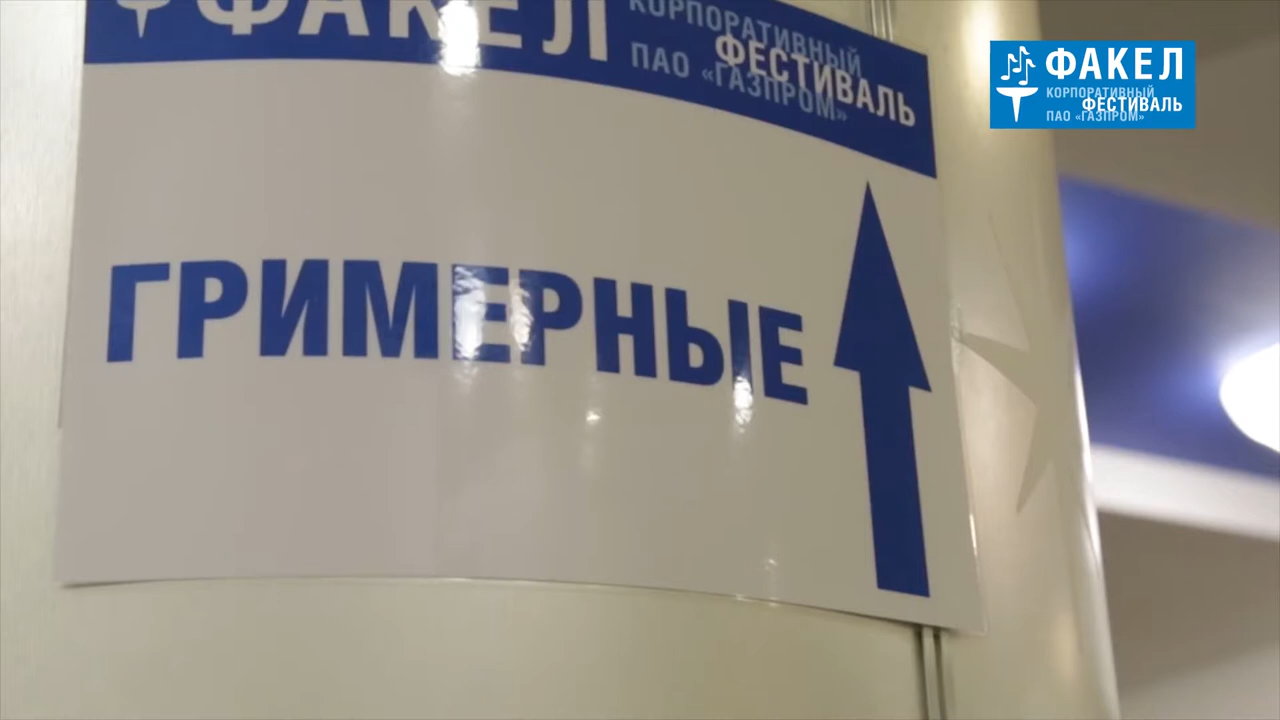 ФАКЕЛ
КОРПОРАТИВНЫЙ
ФЕСТИВАЛЬ
ПАО «ГАЗПРОМ»
ГРИМЕРНЫЕ
ФАКЕЛ
КОРПОРАТИВНЫЙ
ФЕСТИВАЛЬ
ПАО «ГАЗПРОМ»